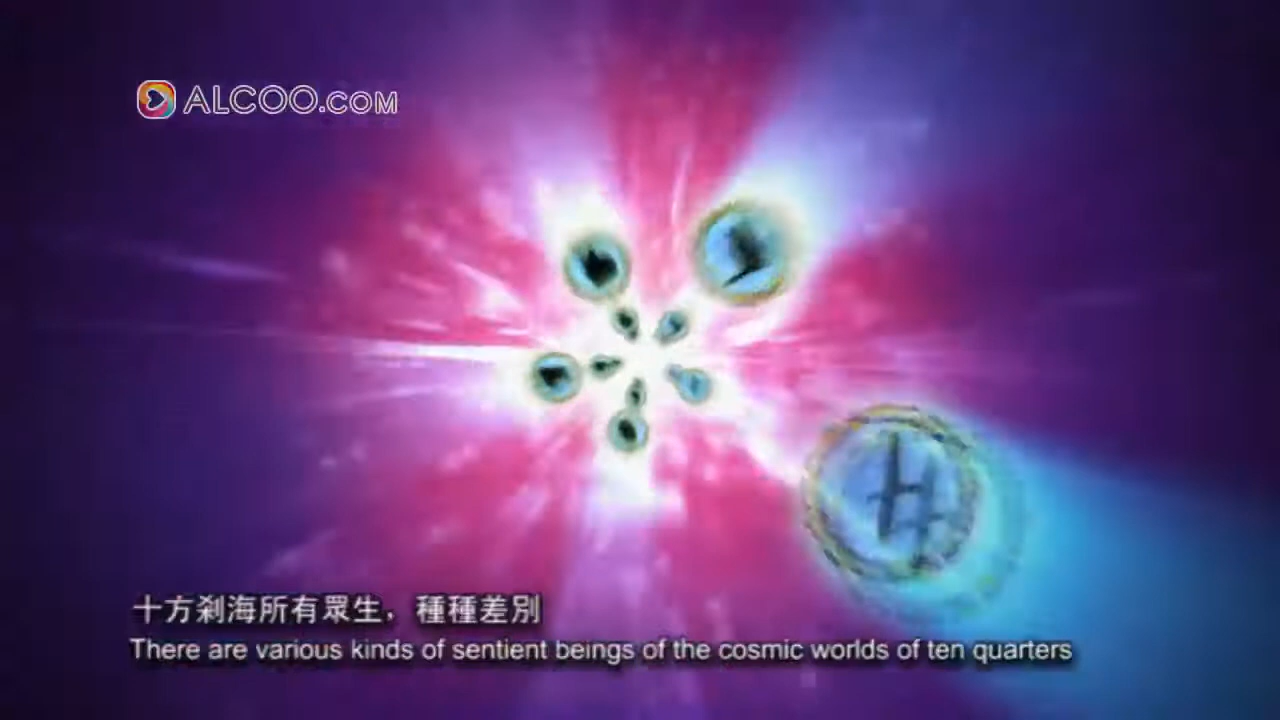 ALCOO.COM
十方剎海所有眾生，種種差別
There are various kinds of sentient beings of the cosmic worlds of ten quarters